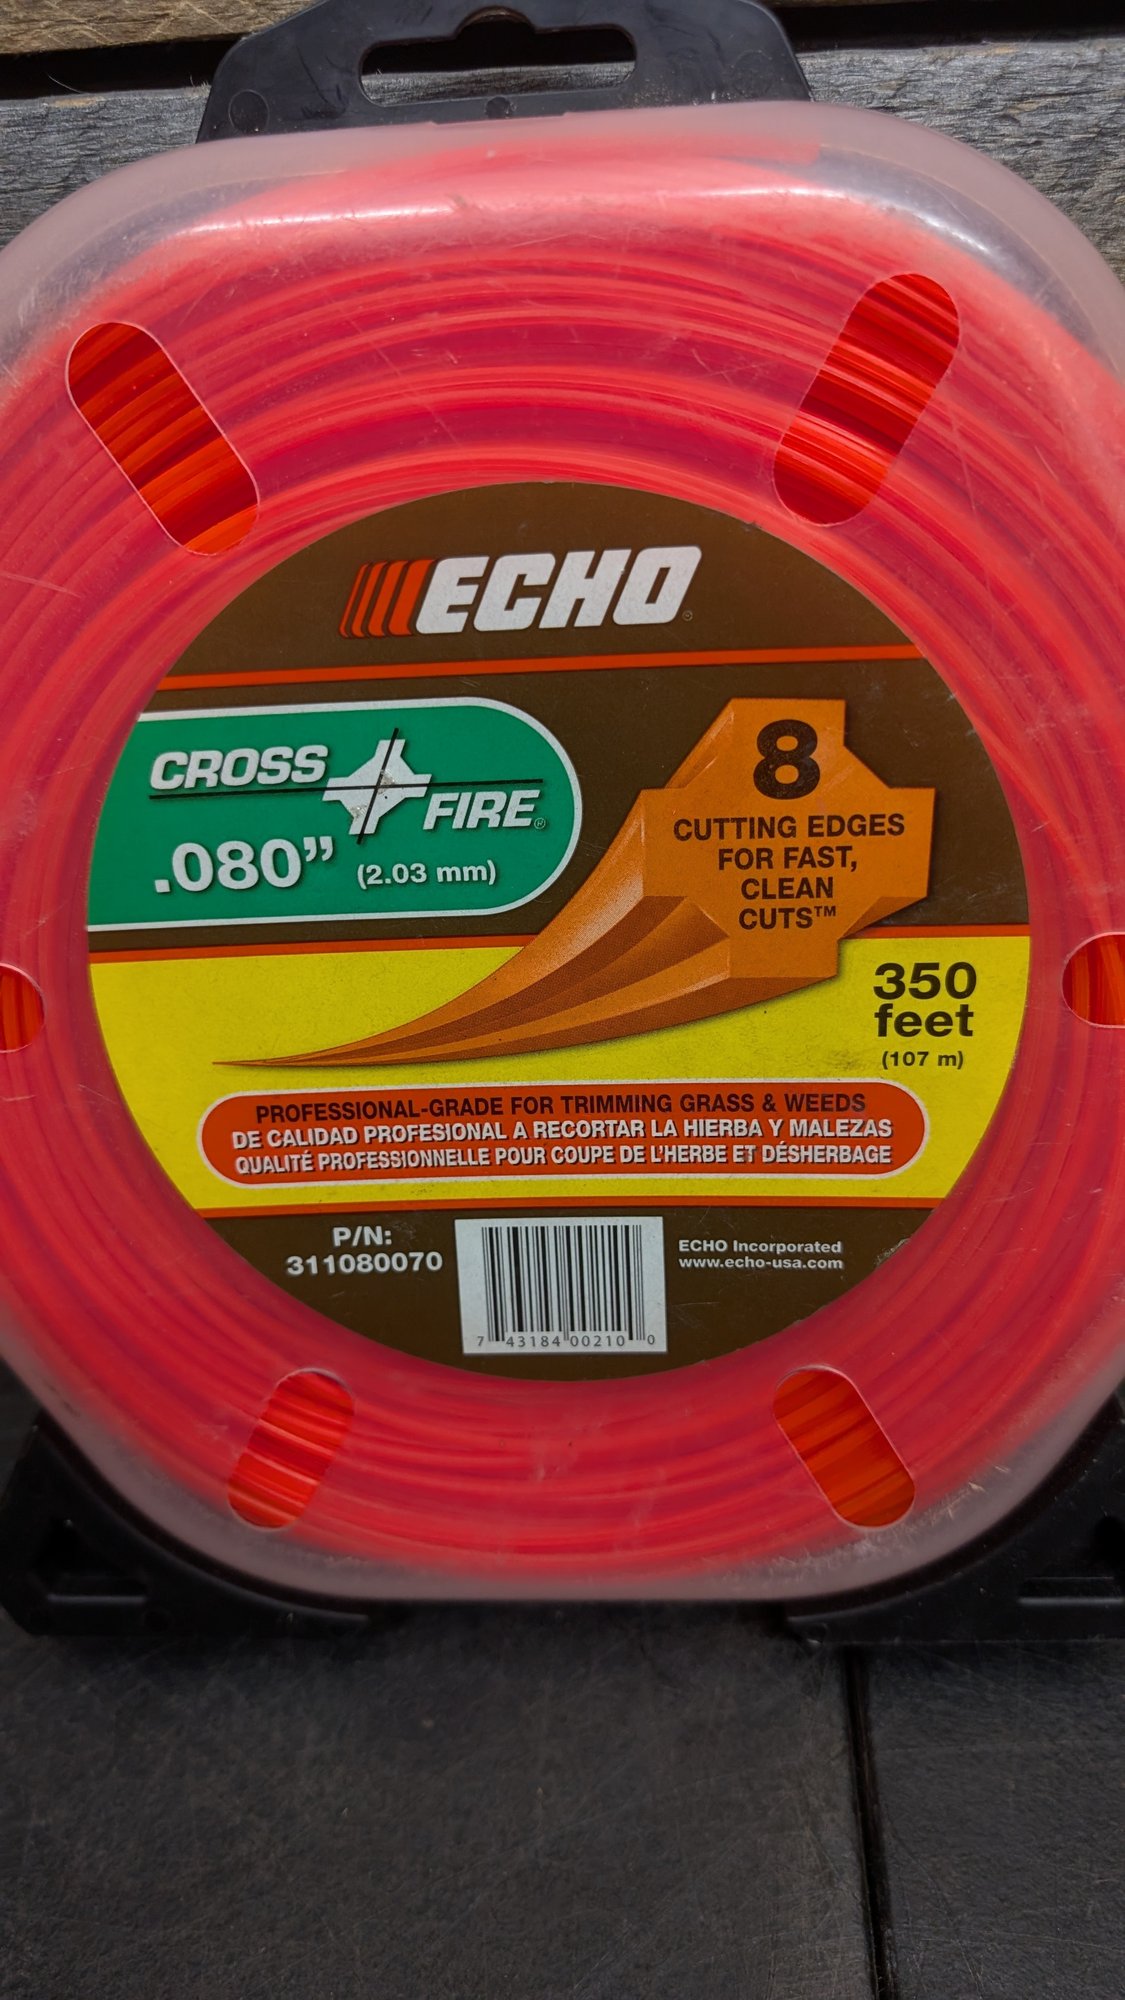 ECHO
CROSS FIRE®
.080” (2.03 mm)
8
CUTTING EDGES
FOR FAST,
CLEAN
CUTS™
350
feet
(107 m)
PROFESSIONAL-GRADE FOR TRIMMING GRASS & WEEDS
DE CALIDAD PROFESIONAL A RECORTAR LA HIERBA Y MALEZAS
QUALITÉ PROFESSIONNELLE POUR COUPE DE L'HERBE ET DÉSHERBAGE
P/N:
311080070
7 43184 00210 0
ECHO Incorporated
www.echo-usa.com